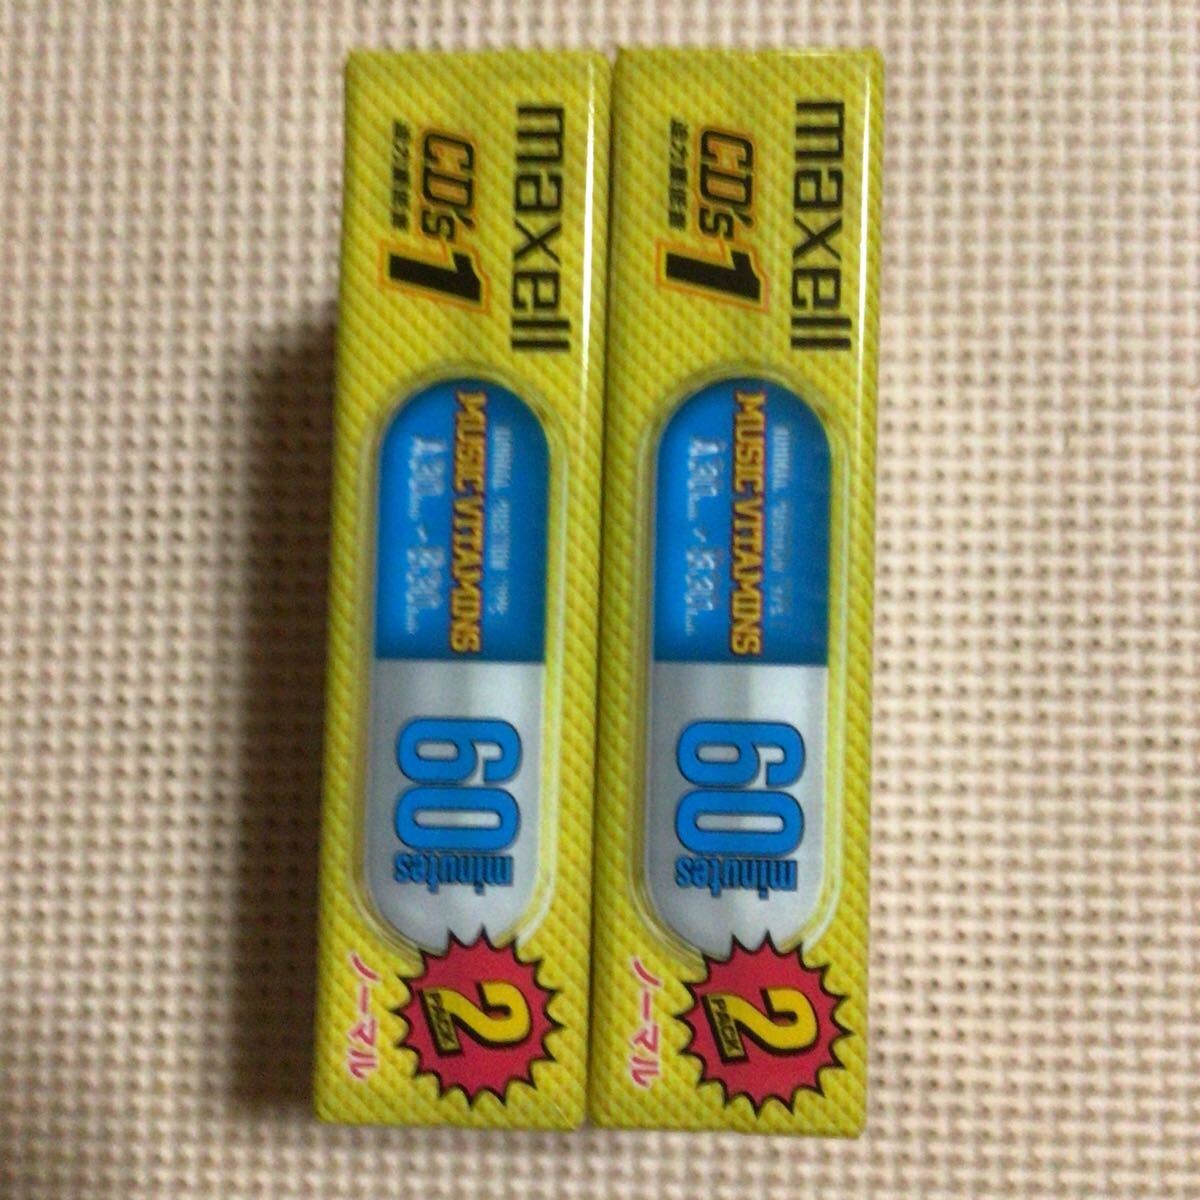 maxell
CD's 1
MUSIC VITAMINS
60
minutes
2
PACK
ノーマル
maxell
CD's 1
MUSIC VITAMINS
60
minutes
2
PACK
ノーマル